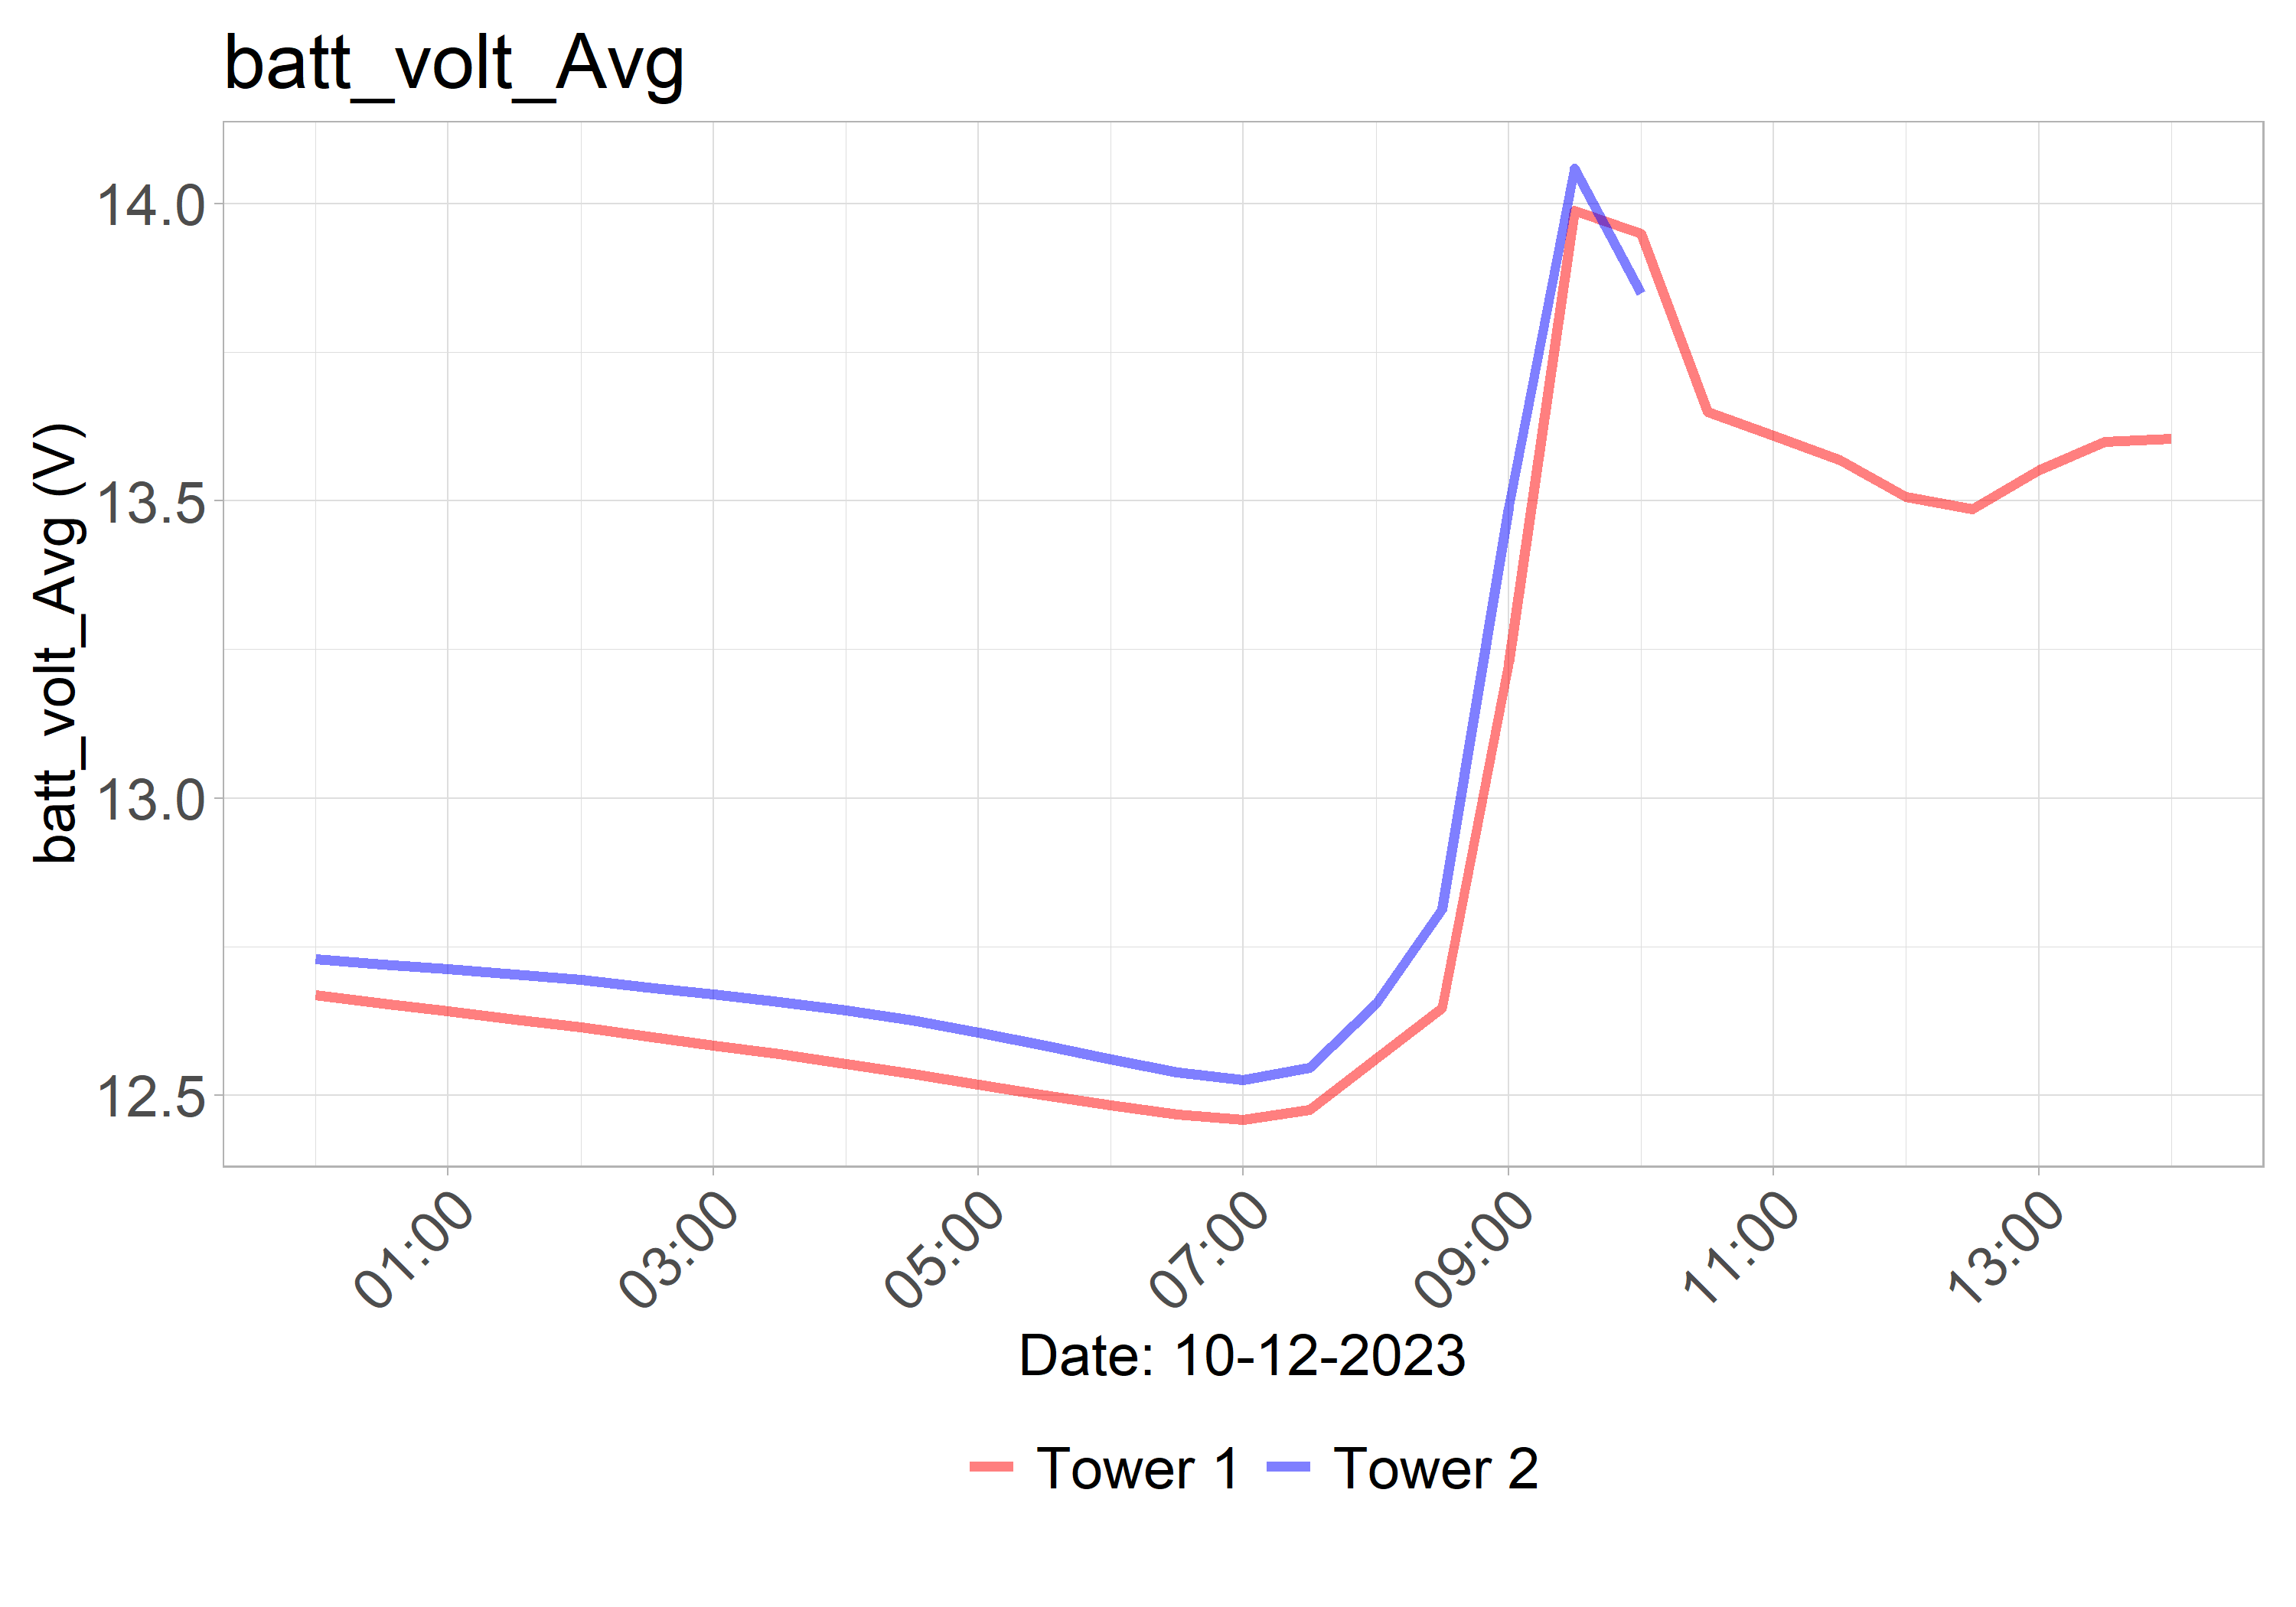 batt_volt_Avg
batt_volt_Avg (V)
14.0
13.5
13.0
12.5
01:00
03:00
05:00
07:00
09:00
11:00
13:00
Date: 10-12-2023
Tower 1
Tower 2